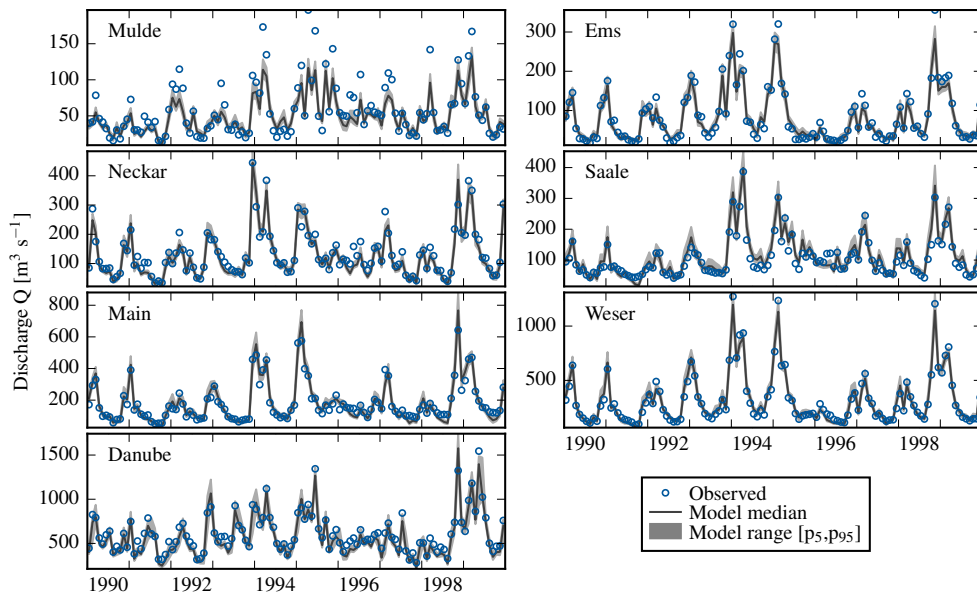 Mulde
150
100
50
Neckar
400
300
200
100
Main
800
600
400
200
Danube
1500
1000
500
1990 1992 1994 1996 1998
Discharge Q [m³ s⁻¹]
Ems
300
200
100
Saale
400
300
200
100
Weser
1000
500
1990 1992 1994 1996 1998
Observed
Model median
Model range [p₅,p₉₅]